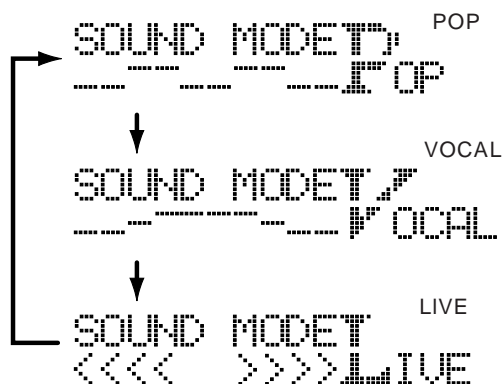 POP
SOUND MODE
POP
VOCAL
SOUND MODE
VOCAL
LIVE
SOUND MODE
<<<< >>>>LIVE